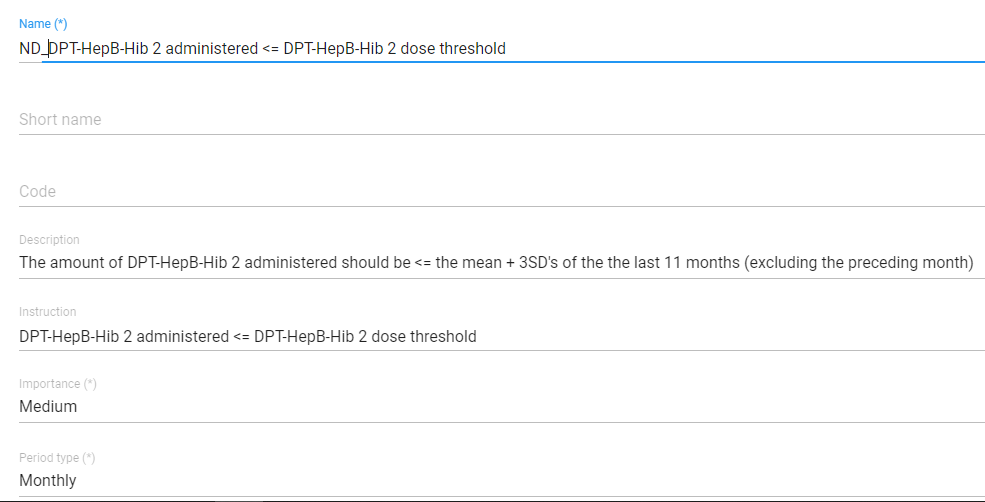 Name (*)
ND_DPT-HepB-Hib 2 administered <= DPT-HepB-Hib 2 dose threshold
Short name
Code
Description
The amount of DPT-HepB-Hib 2 administered should be <= the mean + 3SD's of the the last 11 months (excluding the preceding month)
Instruction
DPT-HepB-Hib 2 administered <= DPT-HepB-Hib 2 dose threshold
Importance (*)
Medium
Period type (*)
Monthly